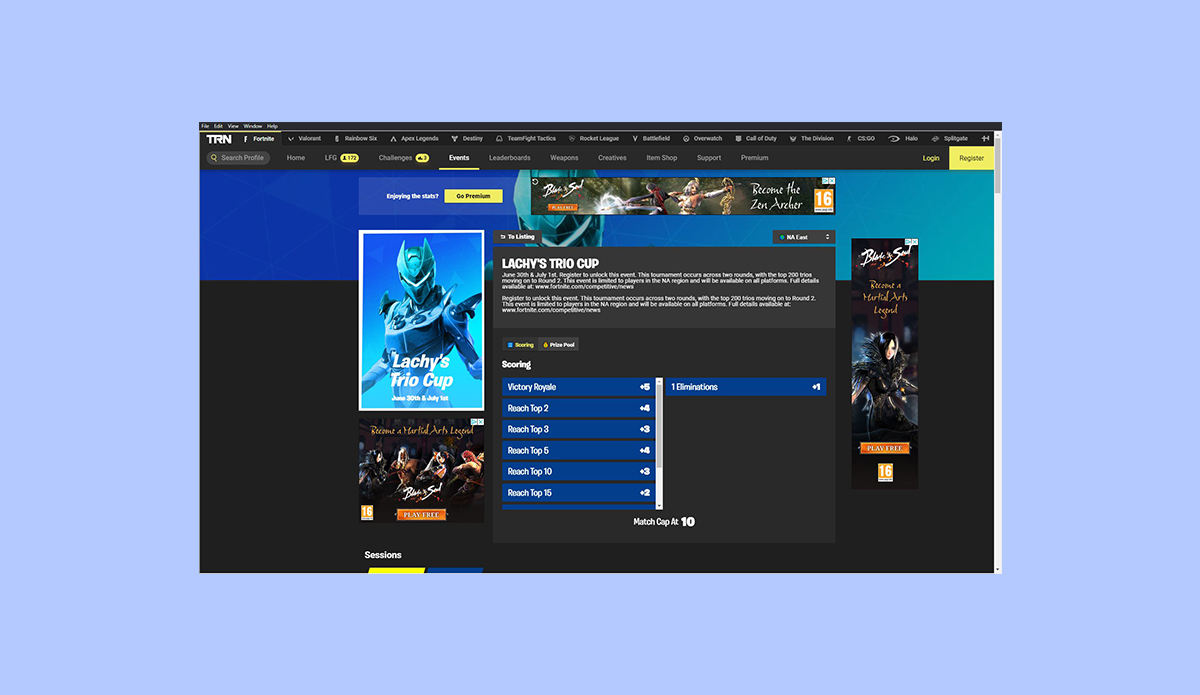 File Edit View Window Help
TRN Fortnite Valorant Rainbow Six Apex Legends Destiny TeamFight Tactics Rocket League Battlefield Overwatch Call of Duty The Division CS:GO Halo Splitgate
Search Profile Home LFG 172 Challenges 3 Events Leaderboards Weapons Creatives Item Shop Support Premium Login Register
Enjoying the stats? Go Premium
Blade & Soul
PLAY FREE
Become the
Zen Archer
16
To Listing
NA East
LACHY'S TRIO CUP
June 30th & July 1st. Register to unlock this event. This tournament occurs across two rounds, with the top 200 trios
moving on to Round 2. This event is limited to players in the NA region and will be available on all platforms. Full details
available at: www.fortnite.com/competitive/news
Register to unlock this event. This tournament occurs across two rounds, with the top 200 trios moving on to Round 2.
This event is limited to players in the NA region and will be available on all platforms. Full details available at:
www.fortnite.com/competitive/news
Lachy's
Trio Cup
June 30th & July 1st
Scoring Prize Pool
Scoring
Victory Royale +5
Reach Top 2 +4
Reach Top 3 +3
Reach Top 5 +4
Reach Top 10 +3
Reach Top 15 +2
1 Eliminations +1
Match Cap At 10
Become a Martial Arts Legend
Blade & Soul
16
PLAY FREE
Blade & Soul
Become a
Martial Arts
Legend
PLAY FREE
16
Sessions